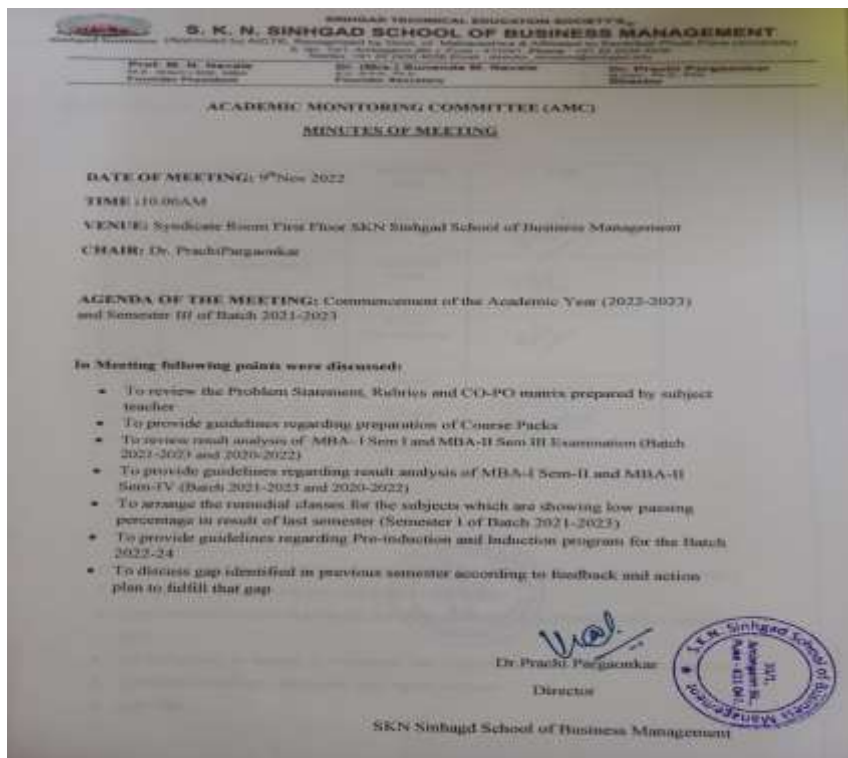 SINHGAD TECHNICAL EDUCATION SOCIETY'S
S. K. N. SINHGAD SCHOOL OF BUSINESS MANAGEMENT
Prof. M. N. Navale
Dr. (Mrs.) Sunanda M. Navale
Dr. Prachi Pargaonkar
Founder President
Founder Secretary
Director
ACADEMIC MONITORING COMMITTEE (AMC)
MINUTES OF MEETING
DATE OF MEETING: 9thNov 2022
TIME :10.00AM
VENUE: Syndicate Room First Floor SKN Sinhgad School of Business Management
CHAIR: Dr. PrachiPargaonkar
AGENDA OF THE MEETING: Commencement of the Academic Year (2022-2023)
and Semester III of Batch 2021-2023
In Meeting following points were discussed:
• To review the Problem Statement, Rubrics and CO-PO matrix prepared by subject
teacher
• To provide guidelines regarding preparation of Course Packs
• To review result analysis of MBA- I Sem I and MBA-II Sem III Examination (Batch
2021-2023 and 2020-2022)
• To provide guidelines regarding result analysis of MBA-I Sem-II and MBA-II
Sem-IV (Batch 2021-2023 and 2020-2022)
• To arrange the remedial classes for the subjects which are showing low passing
percentage in result of last semester (Semester I of Batch 2021-2023)
• To provide guidelines regarding Pre-induction and Induction program for the Batch
2022-24
• To discuss gap identified in previous semester according to feedback and action
plan to fulfill that gap
Dr.Prachi Pargaonkar
Director
SKN Sinhagd School of Business Management
S.K.N. Sinhgad School of Business Management
10/1,
Ambegaon Bk.,
Pune - 411 041.